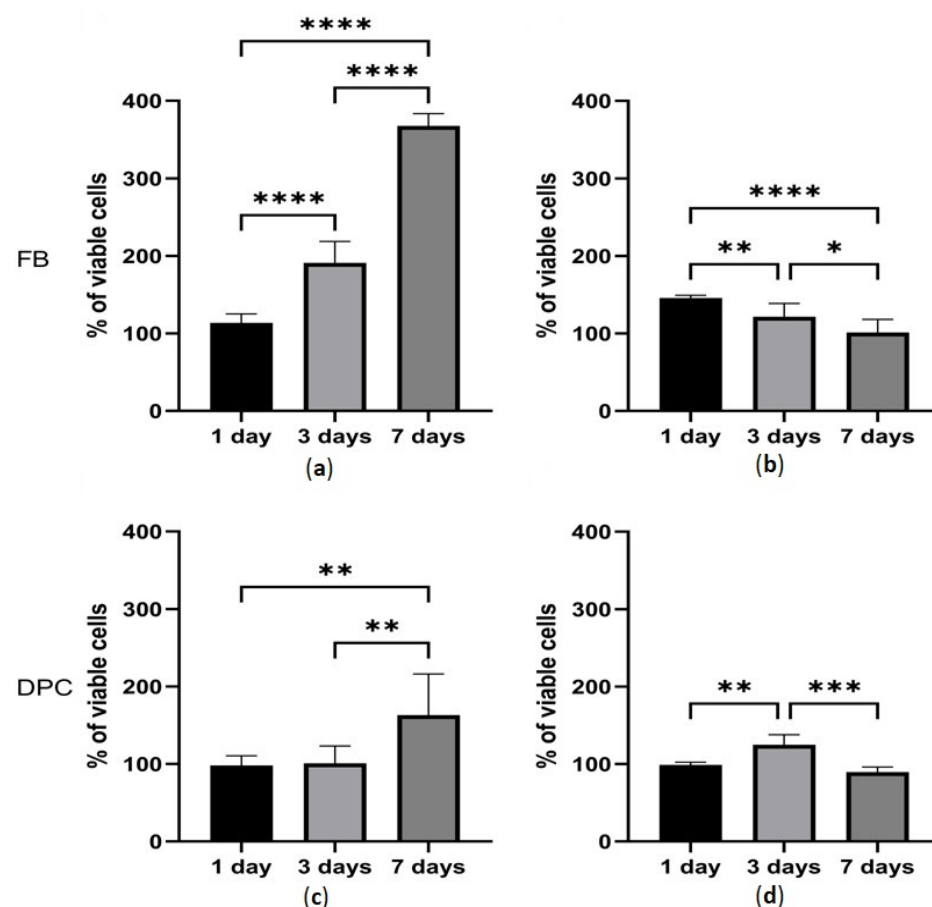 ****
****
****
400
300
200
100
0
% of viable cells
1 day 3 days 7 days
(a)
FB
****
** *
400
300
200
100
0
% of viable cells
1 day 3 days 7 days
(b)
**
**
400
300
200
100
0
% of viable cells
1 day 3 days 7 days
(c)
DPC
** ***
400
300
200
100
0
% of viable cells
1 day 3 days 7 days
(d)